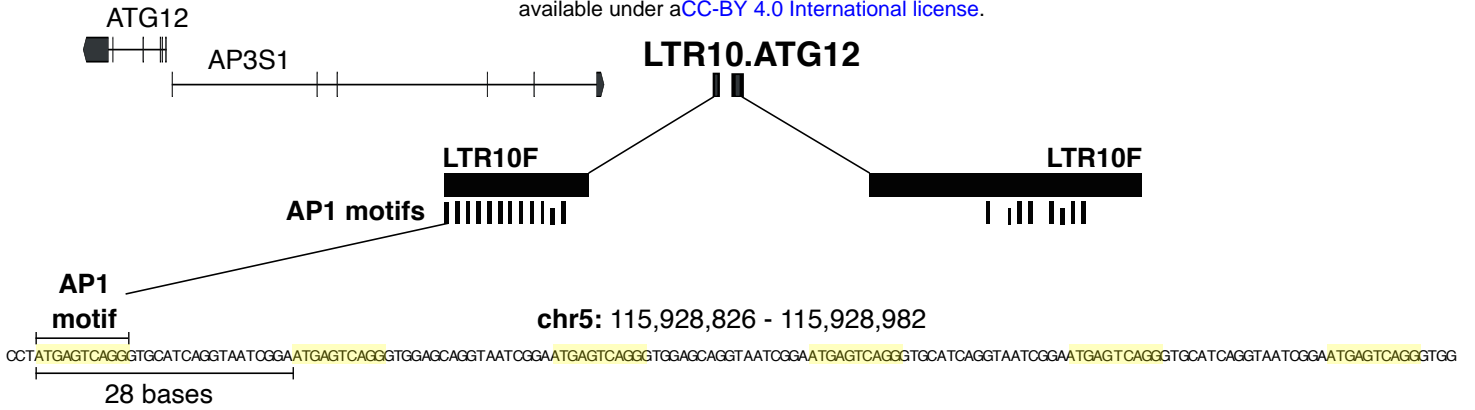 available under aCC-BY 4.0 International license.
ATG12
AP3S1
LTR10.ATG12
LTR10F
LTR10F
AP1 motifs
AP1
motif
chr5: 115,928,826 - 115,928,982
CCTATGAGTCAGGGTGCATCAGGTAATCGGAATGAGTCAGGGTGGAGCAGGTAATCGGAATGAGTCAGGGTGGAGCAGGTAATCGGAATGAGTCAGGGTGCATCAGGTAATCGGAATGAGTCAGGGTGCATCAGGTAATCGGAATGAGTCAGGGTGG
28 bases